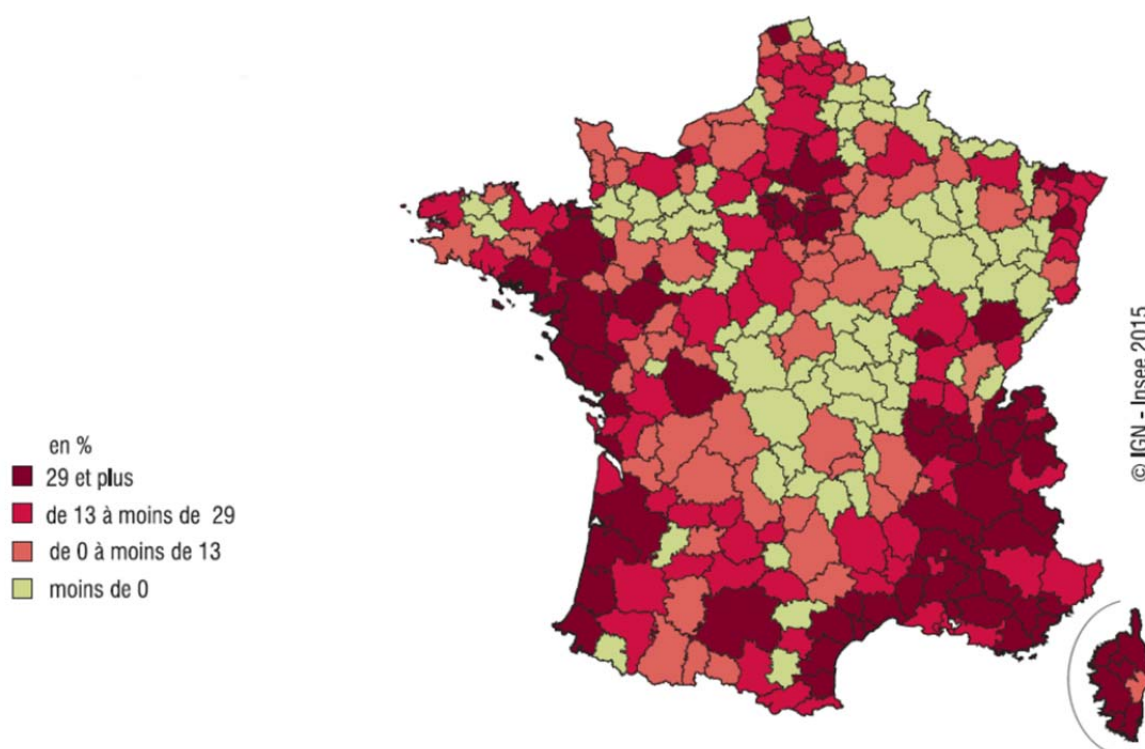 en %
29 et plus
de 13 à moins de 29
de 0 à moins de 13
moins de 0
© IGN - Insee 2015